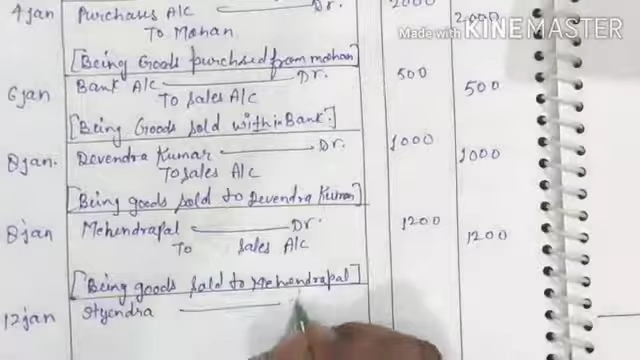 4 Jan Purchases A/c Dr. 2000
Made with KINEMASTER
2000
To Mohan
[Being Goods purchased from mohan]
6 Jan Bank A/c Dr. 500
To Sales A/c 500
[Being Goods sold within Bank.]
8 Jan. Devendra Kumar Dr. 1000
To Sales A/c 1000
[Being goods sold to Devendra Kumar]
8 Jan Mehendrapal Dr. 1200
To Sales A/c 1200
[Being goods sold to Mehendrapal]
12 Jan Styendra